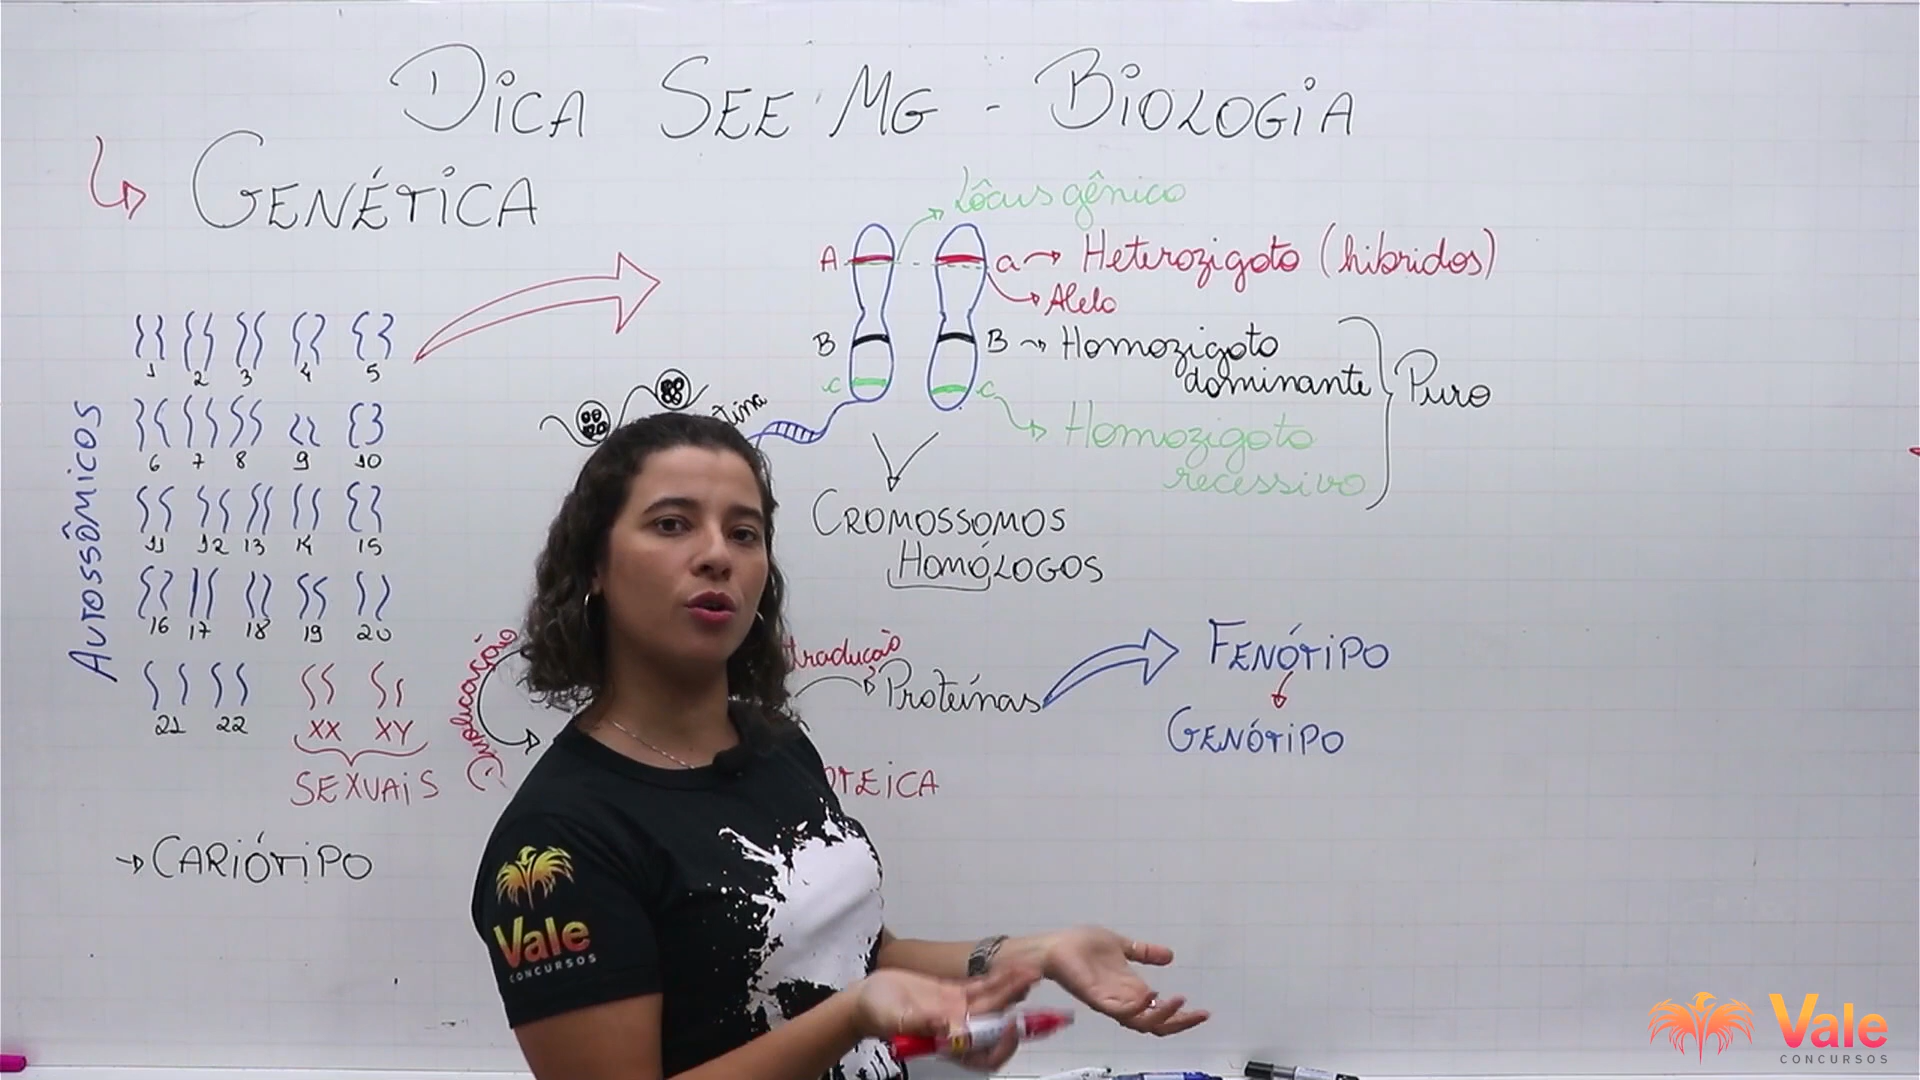 DICA SEE MG - BIOLOGIA
GENÉTICA
Lôcus gênico
A a → Heterozigoto (hibridos)
Alelo
B B → Homozigoto
dominante
Puro
c c
Homozigoto
recessivo
CROMOSSOMOS
HOMÓLOGOS
AUTOSSÔMICOS
1 2 3 4 5
6 7 8 9 10
11 12 13 14 15
16 17 18 19 20
21 22 XX XY
SEXUAIS
→ CARIÓTIPO
tradução
Proteínas
FENÓTIPO
GENÓTIPO
Vale
CONCURSOS
Vale
CONCURSOS